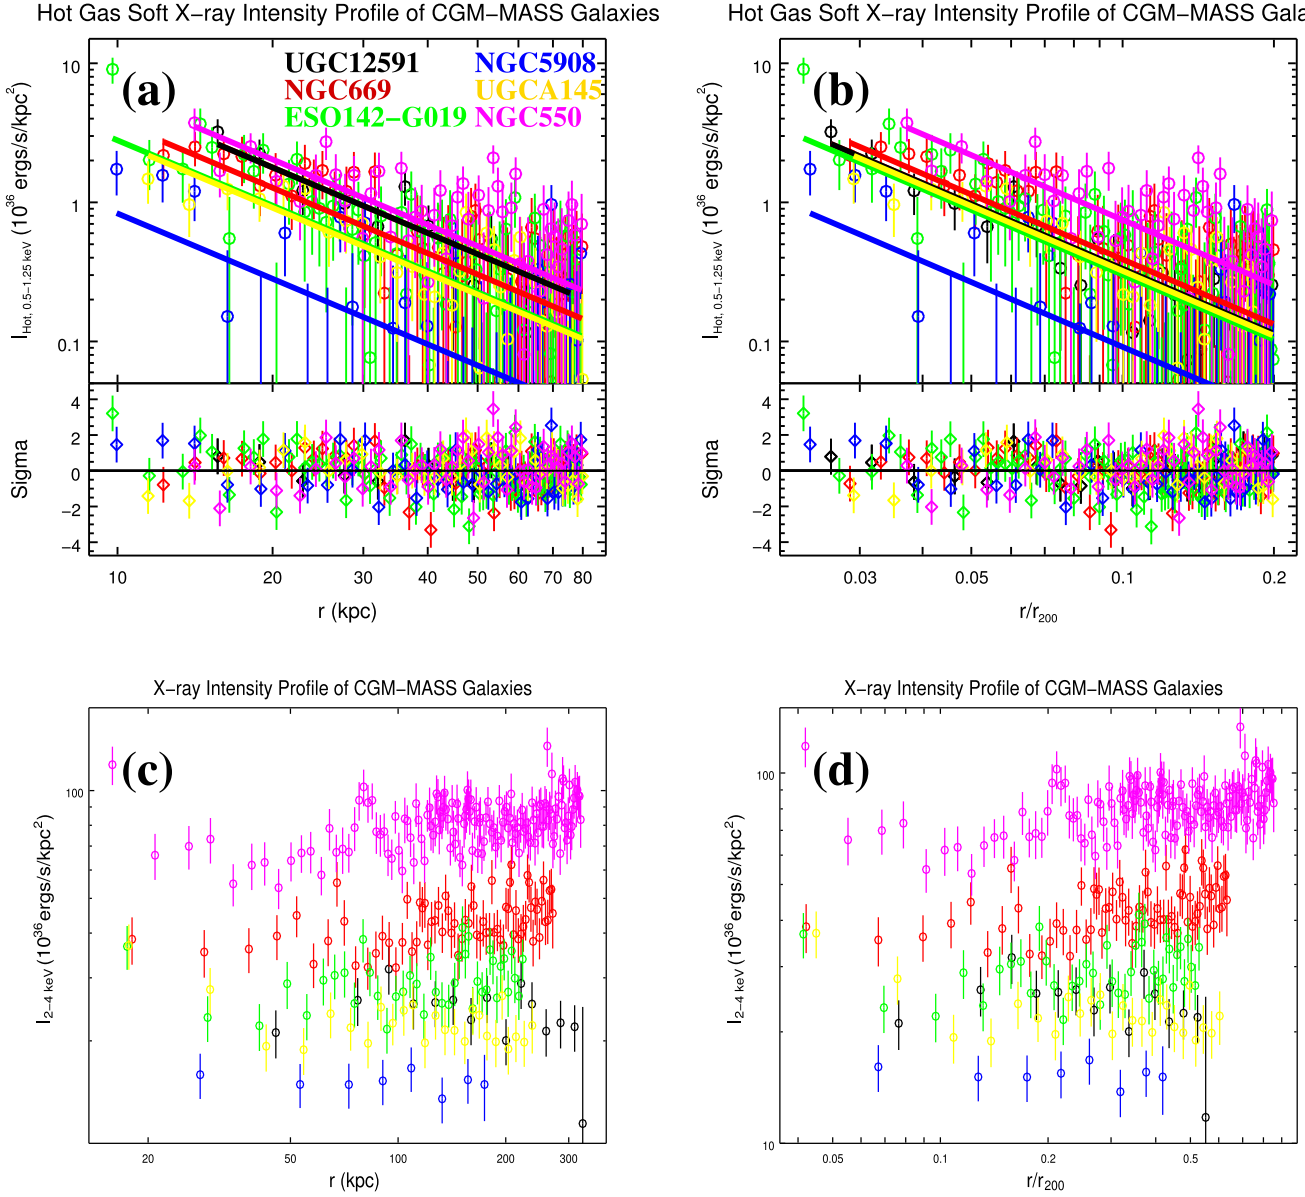 Hot Gas Soft X−ray Intensity Profile of CGM−MASS Galaxies
(a)
UGC12591 NGC5908
NGC669 UGCA145
ESO142−G019 NGC550
10
1
0.1
I Hot, 0.5−1.25 keV (10^36 ergs/s/kpc^2)
4
2
0
−2
−4
Sigma
10 20 30 40 50 60 70 80
r (kpc)
Hot Gas Soft X−ray Intensity Profile of CGM−MASS Gala
(b)
10
1
0.1
I Hot, 0.5−1.25 keV (10^36 ergs/s/kpc^2)
4
2
0
−2
−4
Sigma
0.03 0.05 0.1 0.2
r/r200
X−ray Intensity Profile of CGM−MASS Galaxies
(c)
100
I 2−4 keV (10^36 ergs/s/kpc^2)
20 50 100 200 300
r (kpc)
X−ray Intensity Profile of CGM−MASS Galaxies
(d)
100
10
I 2−4 keV (10^36 ergs/s/kpc^2)
0.05 0.1 0.2 0.5
r/r200